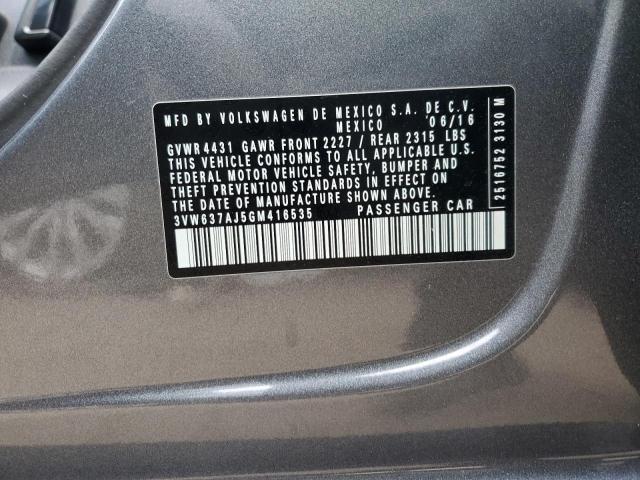 MFD BY VOLKSWAGEN DE MEXICO S.A. DE C.V.
MEXICO 06/16
GVWR 4431 GAWR FRONT 2227 / REAR 2315 LBS
THIS VEHICLE CONFORMS TO ALL APPLICABLE U.S.
FEDERAL MOTOR VEHICLE SAFETY, BUMPER AND
THEFT PREVENTION STANDARDS IN EFFECT ON
THE DATE OF MANUFACTURE SHOWN ABOVE.
3VW637AJ5GM416535 PASSENGER CAR
2516752 3130 M